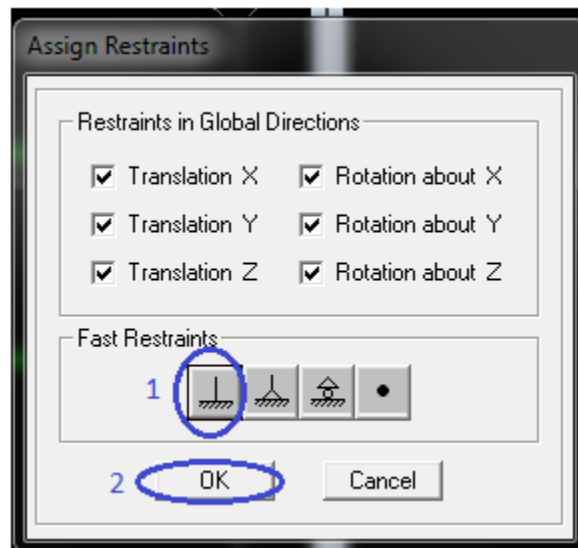 Assign Restraints
Restraints in Global Directions
Translation X Rotation about X
Translation Y Rotation about Y
Translation Z Rotation about Z
Fast Restraints
1
2 OK Cancel